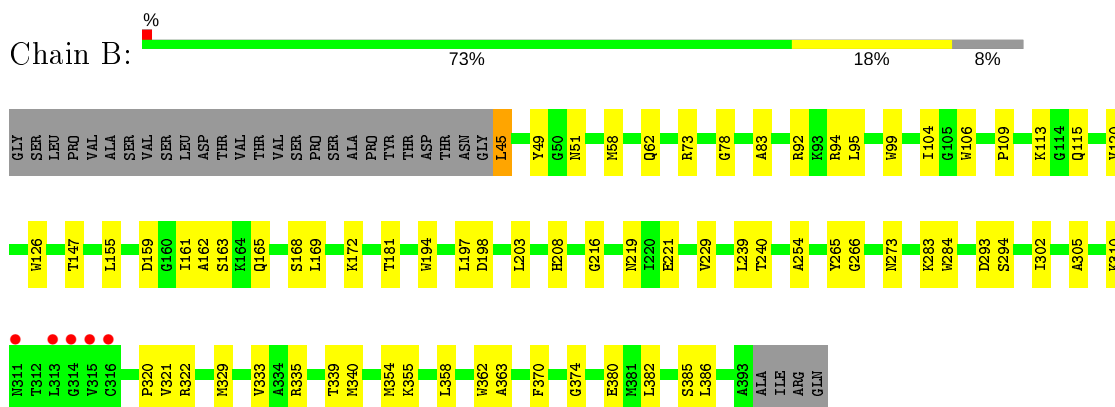 %
Chain B:
73% 18% 8%
GLY SER LEU PRO VAL ALA SER VAL SER LEU ASP THR VAL THR VAL SER PRO SER ALA PRO TYR THR ASP THR ASN GLY L45 Y49 G50 N51 M58 Q62 R73 G78 A83 R92 K93 R94 L95 W99 I104 G105 W106 P109 K113 G114 Q115
W126 T147 L155 D159 G160 I161 A162 S163 K164 Q165 S168 L169 K172 T181 W194 L197 D198 L203 H208 G216 N219 I220 E221 V229 L239 T240 A254 Y265 G266 N273 K283 W284 D293 S294 I302 A305 K310
N311 T312 L313 G314 V315 C316 P320 V321 R322 M329 V333 A334 R335 T339 M340 M354 K355 L358 W362 A363 F370 G374 E380 M381 L382 S385 L386 A393 ALA ILE ARG GLN